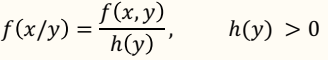 f(x/y) = f(x, y) / h(y),   h(y) > 0